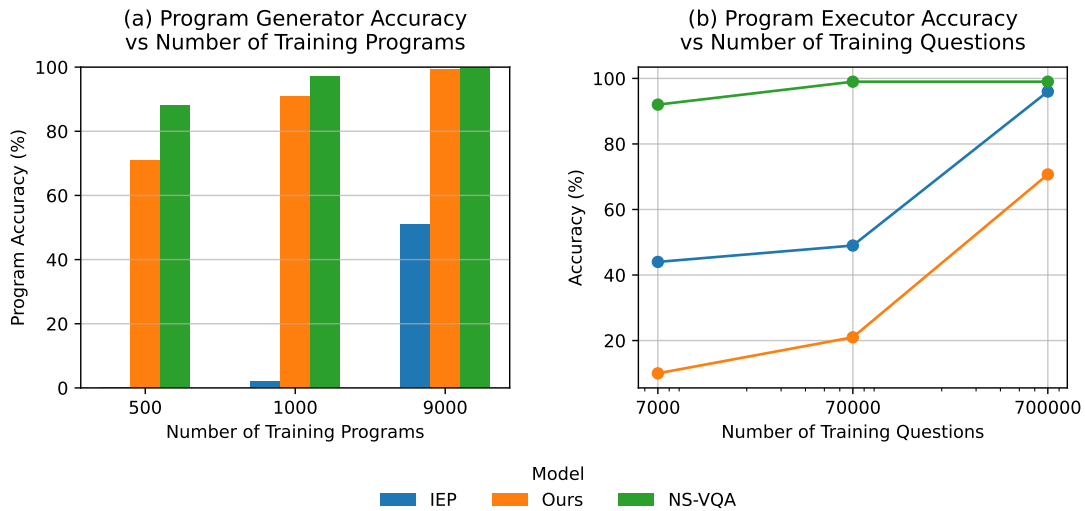 (a) Program Generator Accuracy
vs Number of Training Programs
Program Accuracy (%)
100
80
60
40
20
0
500
1000
9000
Number of Training Programs
(b) Program Executor Accuracy
vs Number of Training Questions
Accuracy (%)
100
80
60
40
20
7000
70000
700000
Number of Training Questions
Model
IEP
Ours
NS-VQA